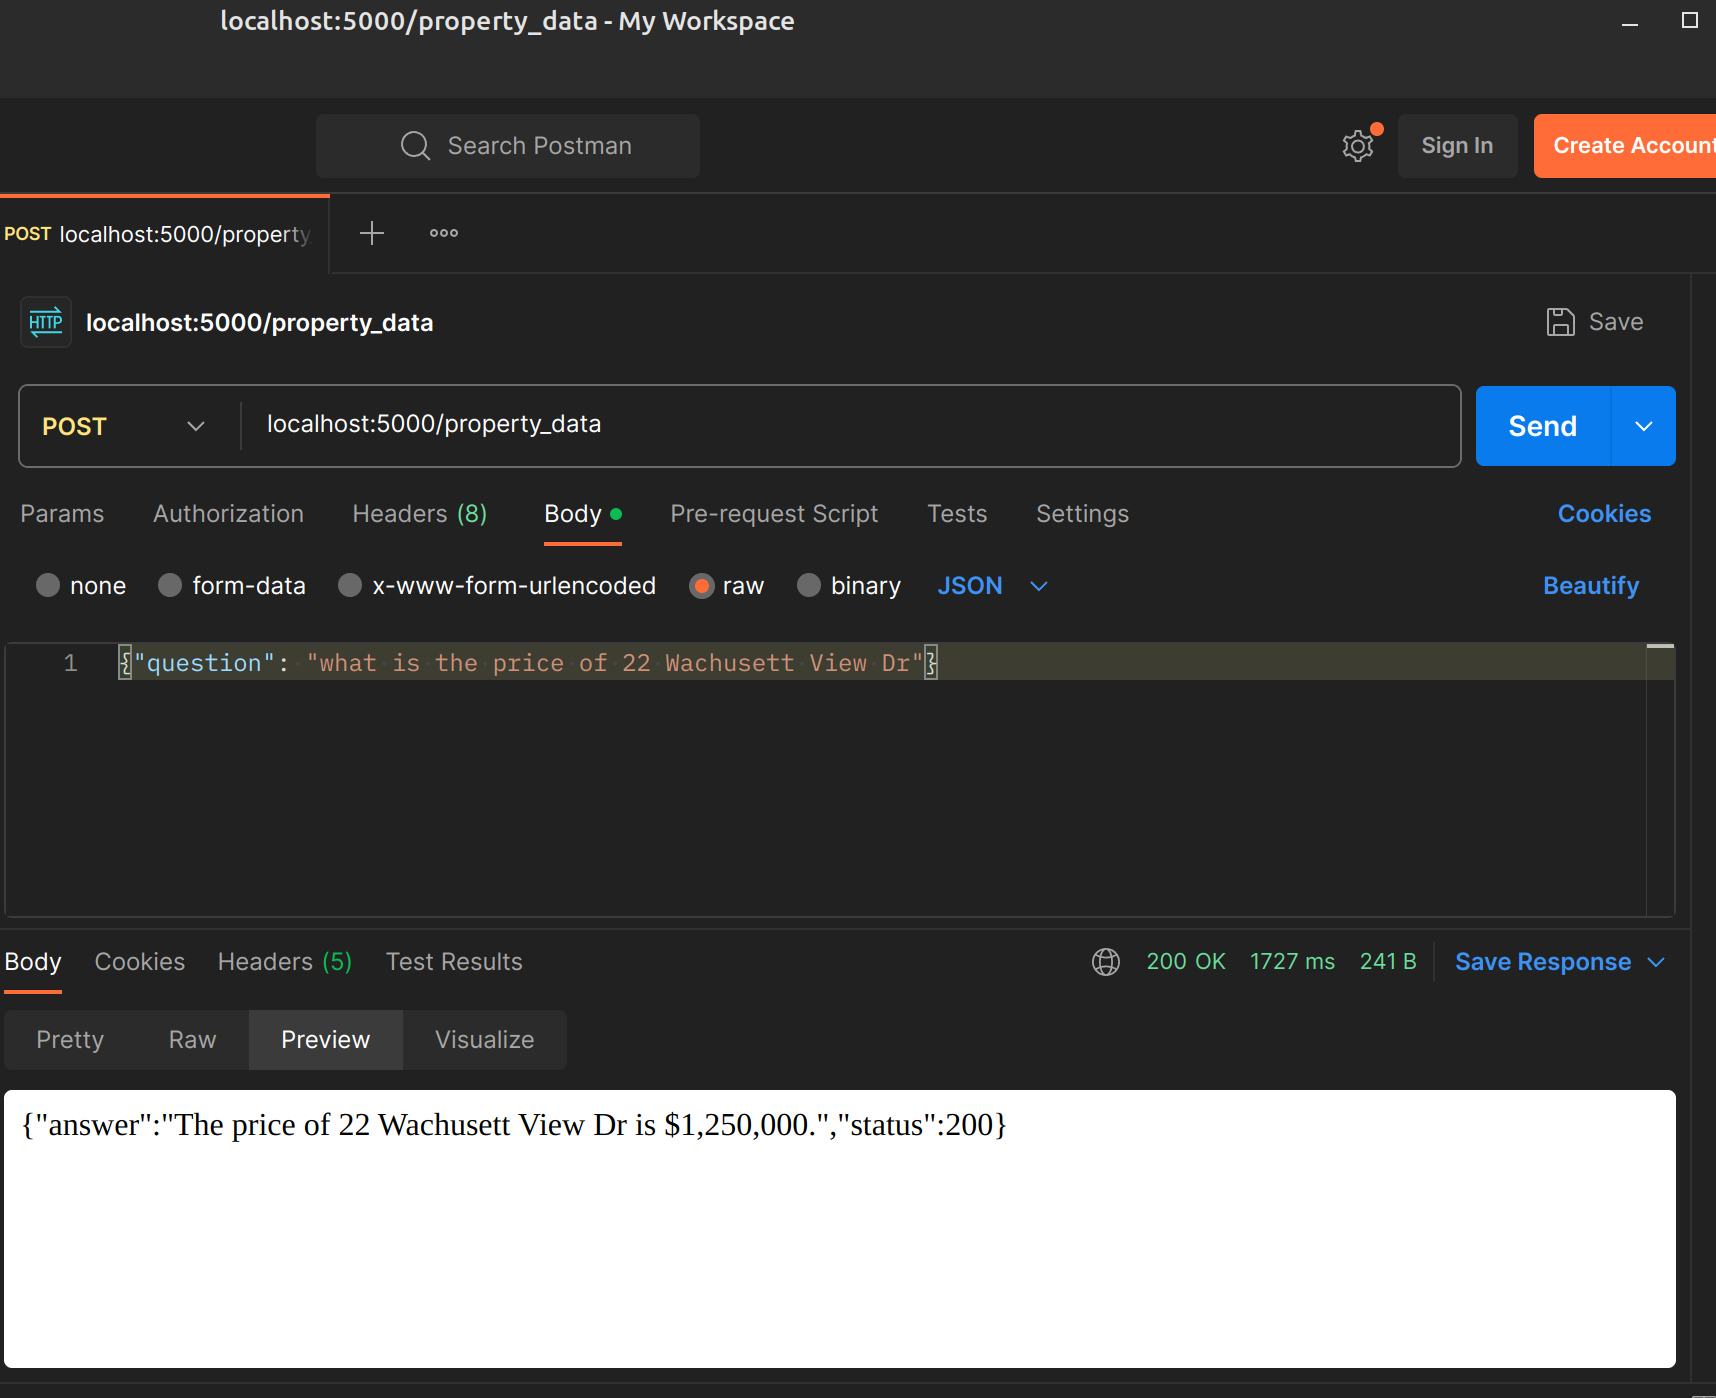 localhost:5000/property_data - My Workspace
Search Postman
Sign In
Create Account
POST localhost:5000/property
HTTP localhost:5000/property_data
Save
POST localhost:5000/property_data
Send
Params Authorization Headers (8) Body Pre-request Script Tests Settings Cookies
none form-data x-www-form-urlencoded raw binary JSON Beautify
1 {"question": "what is the price of 22 Wachusett View Dr"}
Body Cookies Headers (5) Test Results 200 OK 1727 ms 241 B Save Response
Pretty Raw Preview Visualize
{"answer":"The price of 22 Wachusett View Dr is $1,250,000.","status":200}